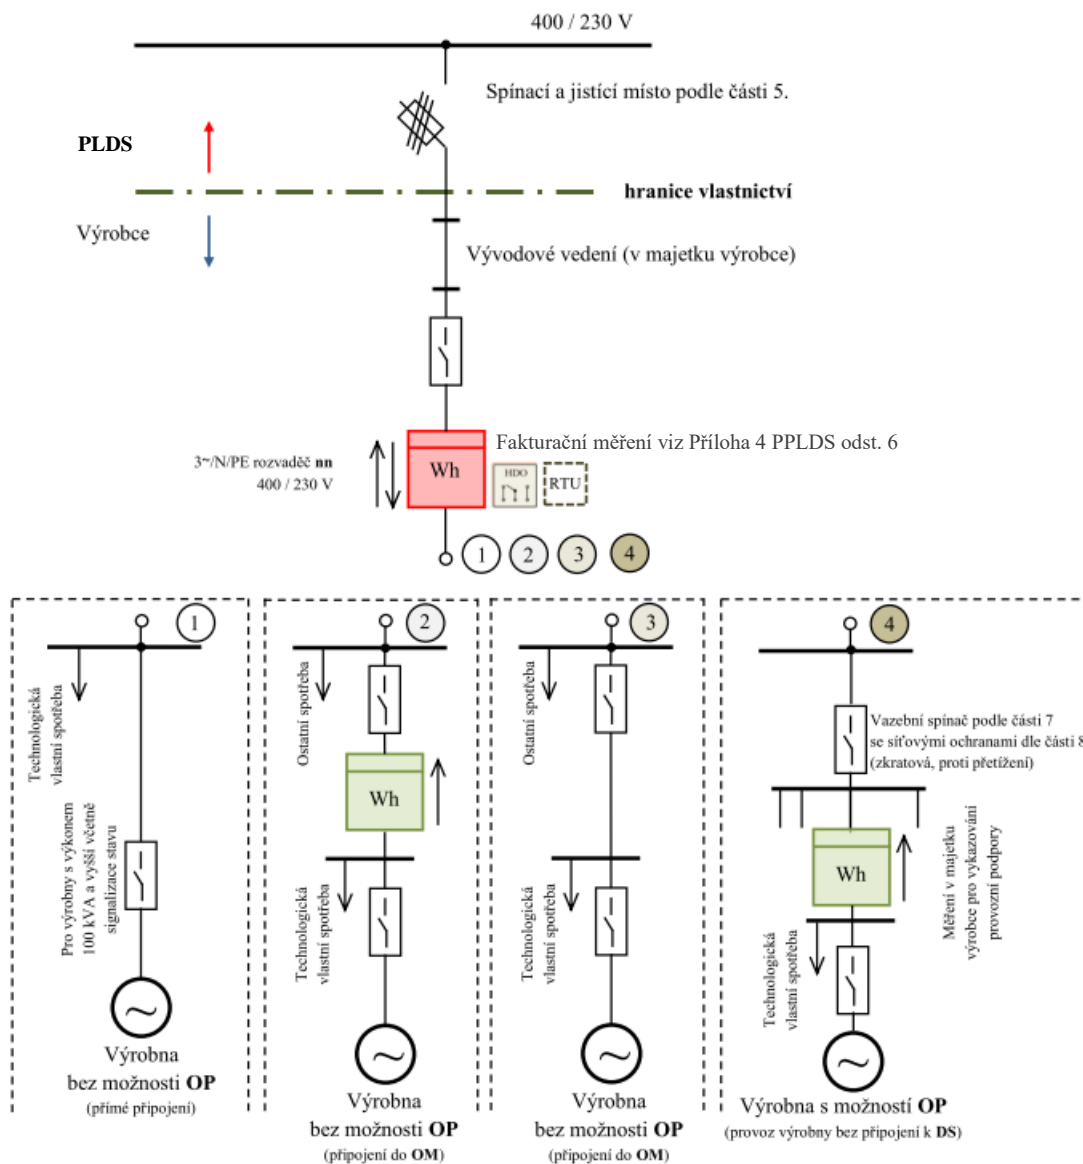 400 / 230 V
Spínací a jistící místo podle části 5.
PLDS
hranice vlastnictví
Výrobce
Vývodové vedení (v majetku výrobce)
Fakturační měření viz Příloha 4 PPLDS odst. 6
3~/N/PE rozvaděč nn
400 / 230 V
Wh
HDO
RTU
1
2
3
4
1
Technologická
vlastní spotřeba
Pro výrobny s výkonem
100 kVA a vyšší včetně
signalizace stavu
~
Výrobna
bez možnosti OP
(přímé připojení)
2
Ostatní spotřeba
Wh
Technologická
vlastní spotřeba
~
Výrobna
bez možnosti OP
(připojení do OM)
3
Ostatní spotřeba
Technologická
vlastní spotřeba
~
Výrobna
bez možnosti OP
(připojení do OM)
4
Vazební spínač podle části 7
se síťovými ochranami dle části 8
(zkratová, proti přetížení)
Wh
Měření v majetku
výrobce pro vykazování
provozní podpory
Technologická
vlastní spotřeba
~
Výrobna s možností OP
(provoz výrobny bez připojení k DS)